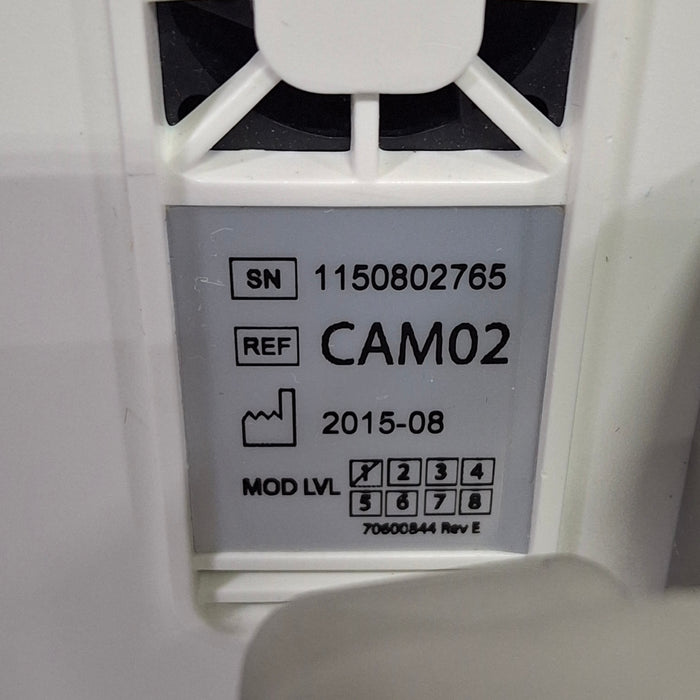 SN 1150802765
REF CAM02
2015-08
MOD LVL 1 2 3 4
5 6 7 8
70600844 Rev E